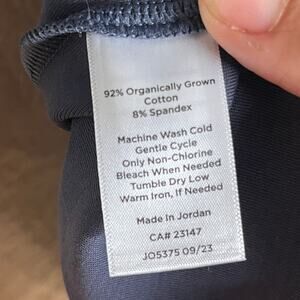 92% Organically Grown
Cotton
8% Spandex
Machine Wash Cold
Gentle Cycle
Only Non-Chlorine
Bleach When Needed
Tumble Dry Low
Warm Iron, If Needed
Made In Jordan
CA# 23147
JO5375 09/23